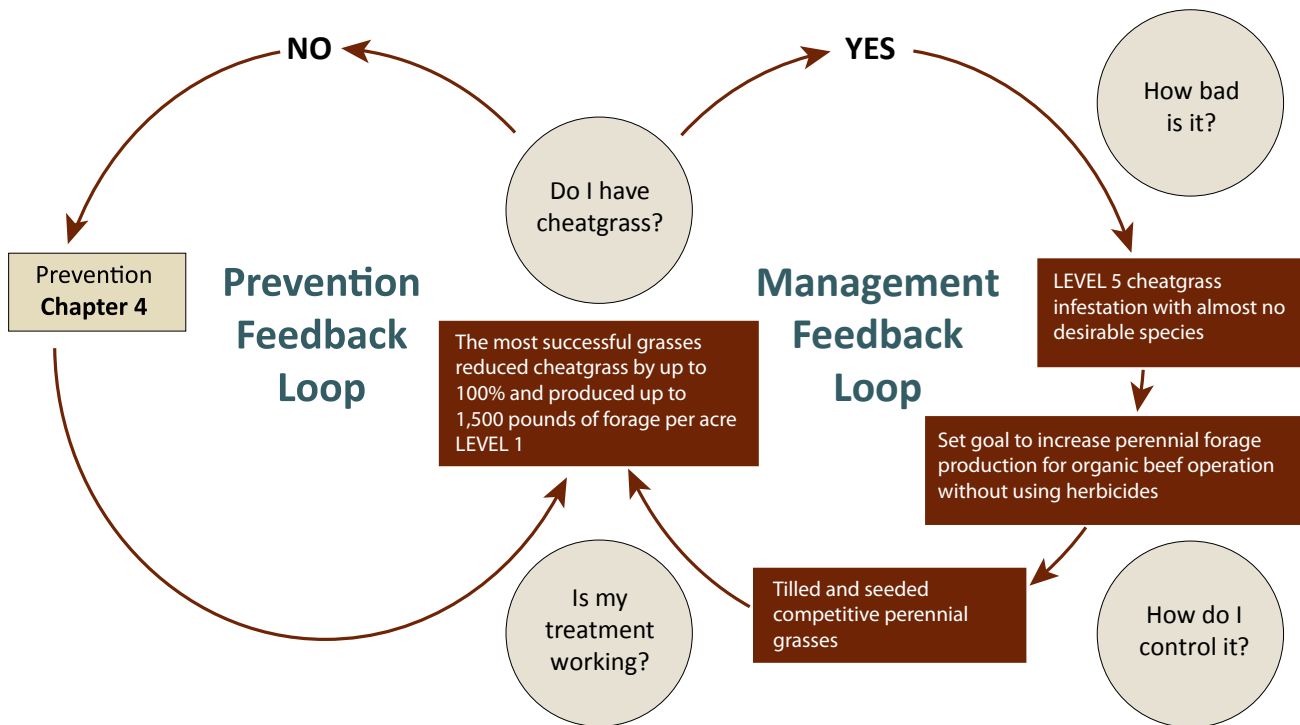 NO
YES
How bad
is it?
Do I have
cheatgrass?
Prevention
Chapter 4
Prevention
Feedback
Loop
Management
Feedback
Loop
LEVEL 5 cheatgrass
infestation with almost no
desirable species
The most successful grasses
reduced cheatgrass by up to
100% and produced up to
1,500 pounds of forage per acre
LEVEL 1
Set goal to increase perennial forage
production for organic beef operation
without using herbicides
Tilled and seeded
competitive perennial
grasses
Is my
treatment
working?
How do I
control it?